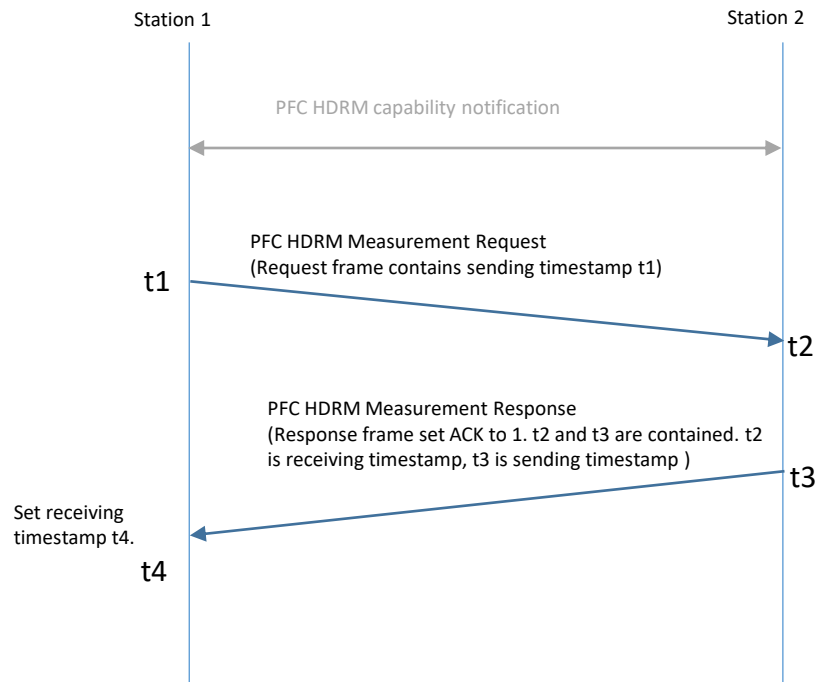 Station 1
Station 2
PFC HDRM capability notification
PFC HDRM Measurement Request
(Request frame contains sending timestamp t1)
t1
t2
PFC HDRM Measurement Response
(Response frame set ACK to 1. t2 and t3 are contained. t2
is receiving timestamp, t3 is sending timestamp )
t3
Set receiving
timestamp t4.
t4